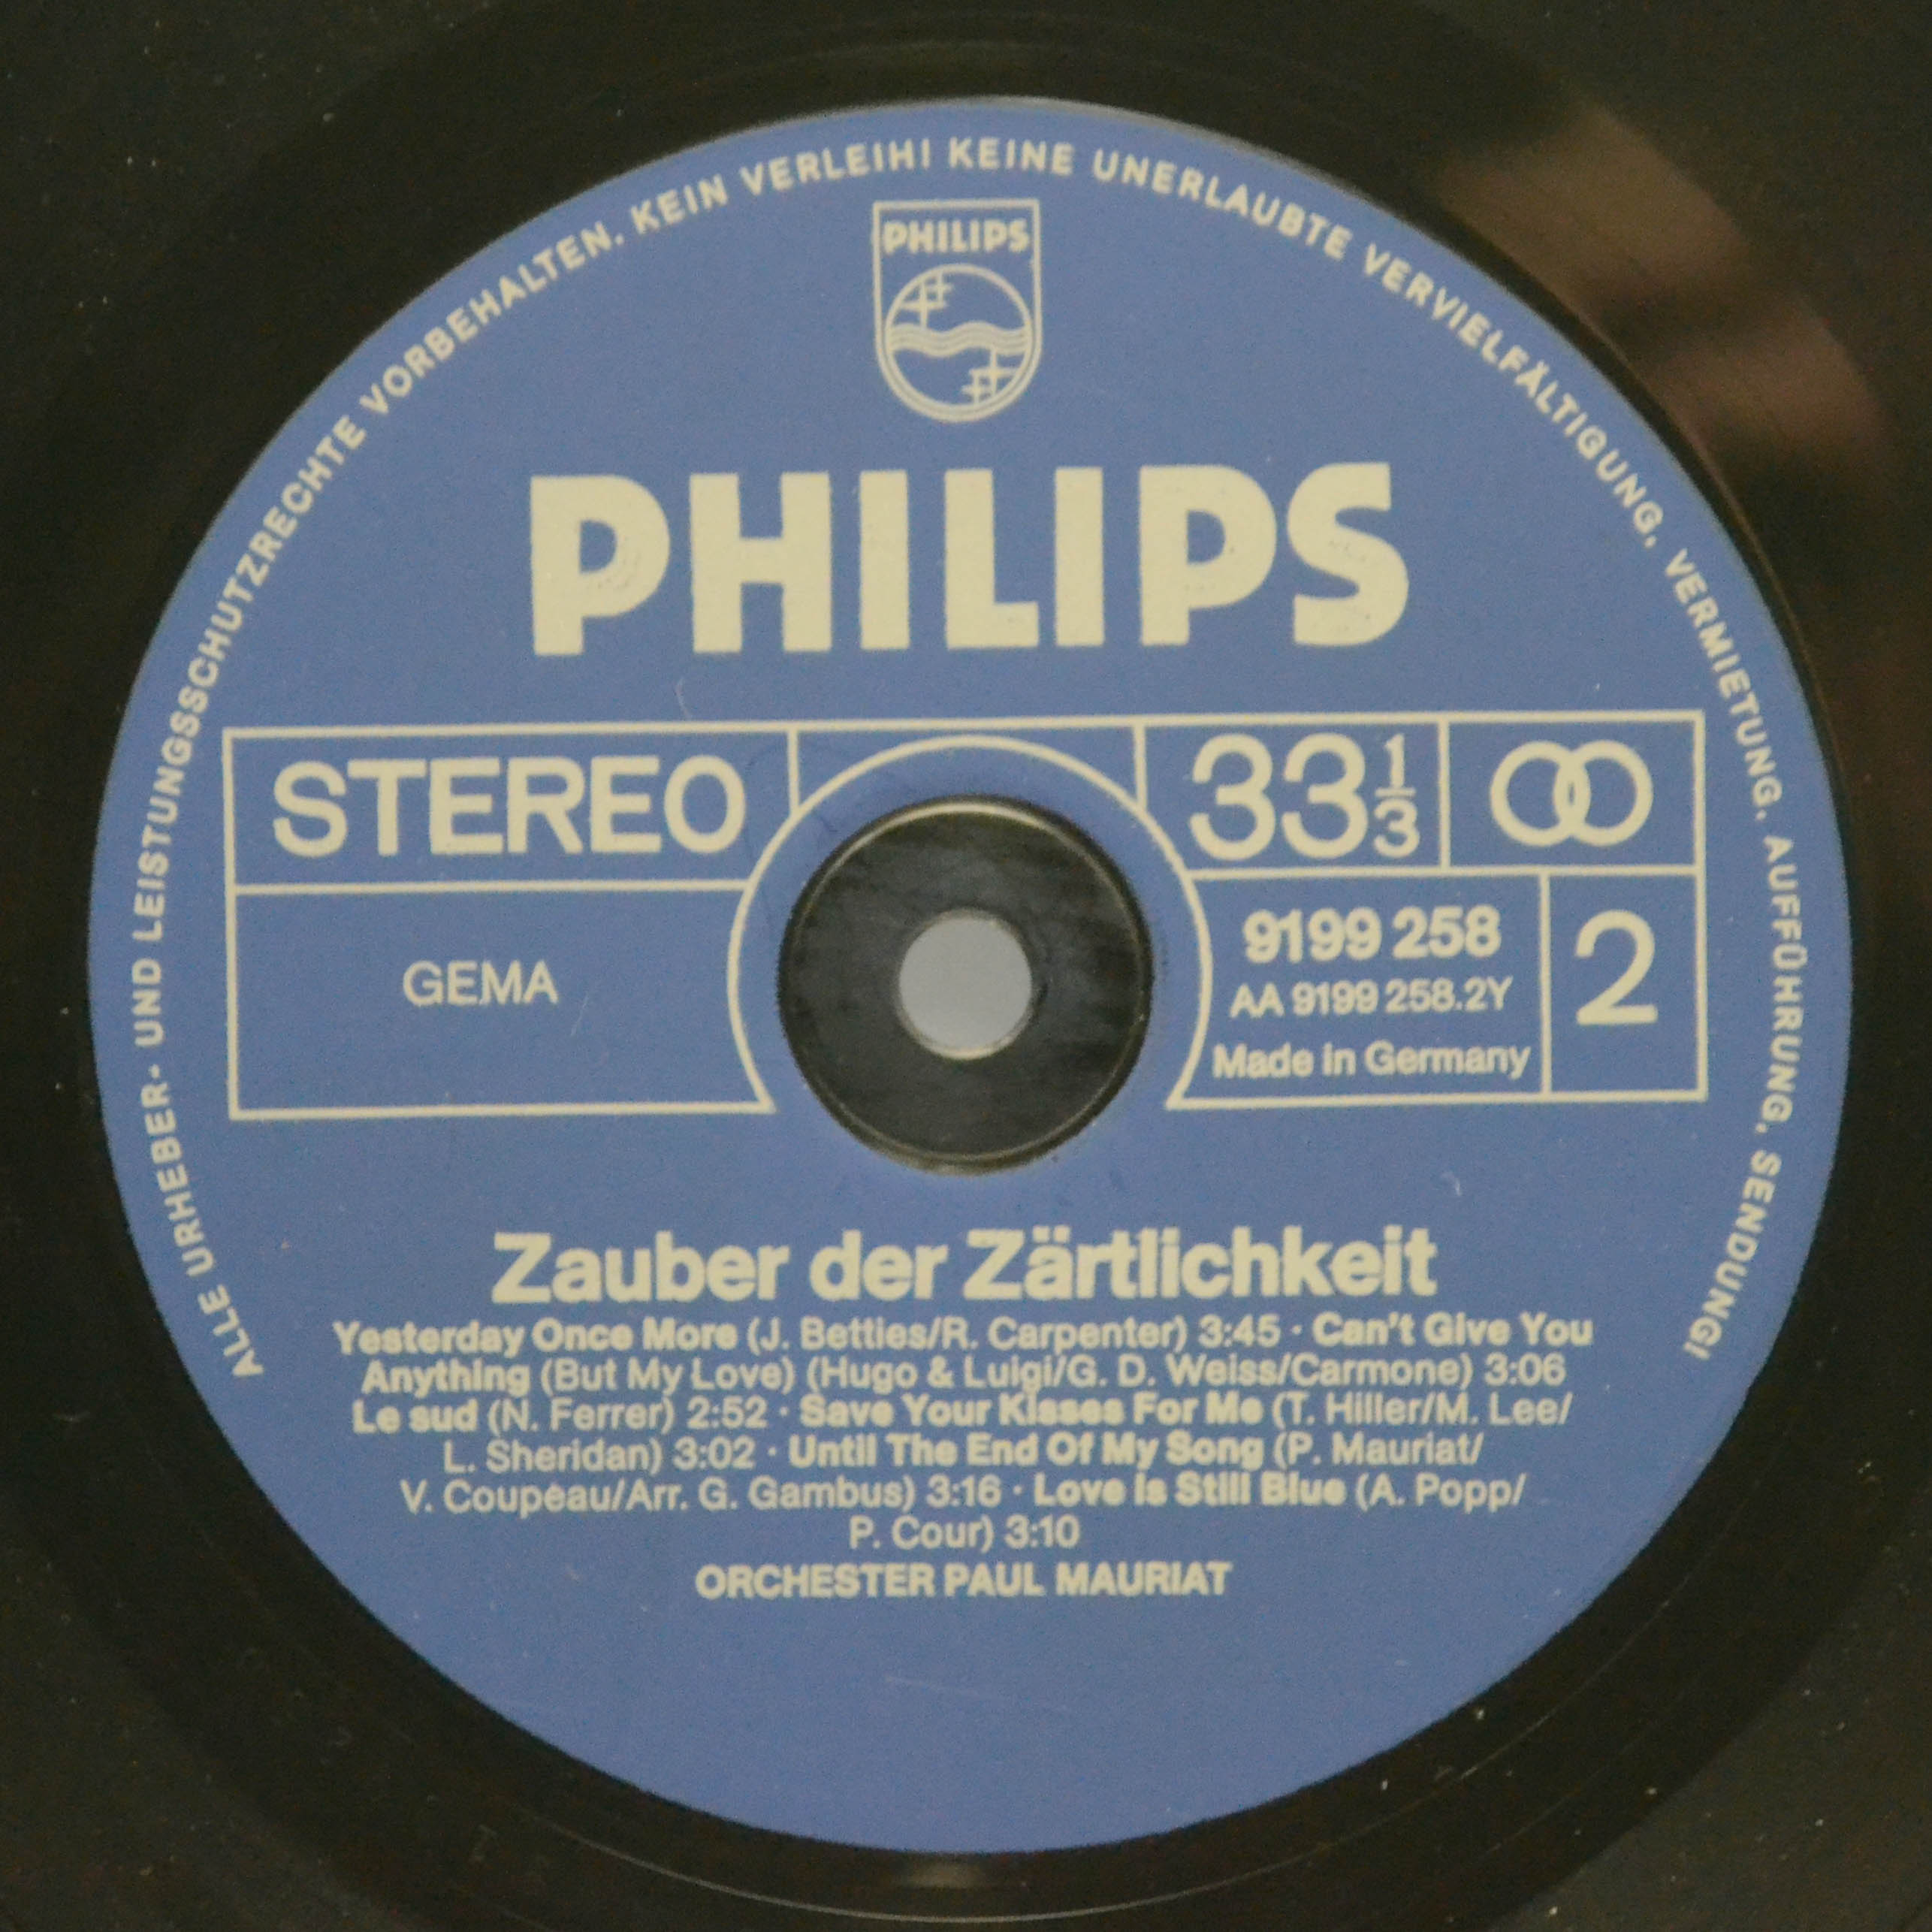 ALLE URHEBER- UND LEISTUNGSSCHUTZRECHTE VORBEHALTEN. KEIN VERLEIH! KEINE UNERLAUBTE VERVIELFÄLTIGUNG, VERMIETUNG, AUFFÜHRUNG, SENDUNG!
PHILIPS
PHILIPS
STEREO
33 1/3
GEMA
9199 258
AA 9199 258.2Y
Made in Germany
2
Zauber der Zärtlichkeit
Yesterday Once More (J. Betties/R. Carpenter) 3:45 · Can't Give You
Anything (But My Love) (Hugo & Luigi/G. D. Weiss/Carmone) 3:06
Le sud (N. Ferrer) 2:52 · Save Your Kisses For Me (T. Hiller/M. Lee/
L. Sheridan) 3:02 · Until The End Of My Song (P. Mauriat/
V. Coupeau/Arr. G. Gambus) 3:16 · Love Is Still Blue (A. Popp/
P. Cour) 3:10
ORCHESTER PAUL MAURIAT